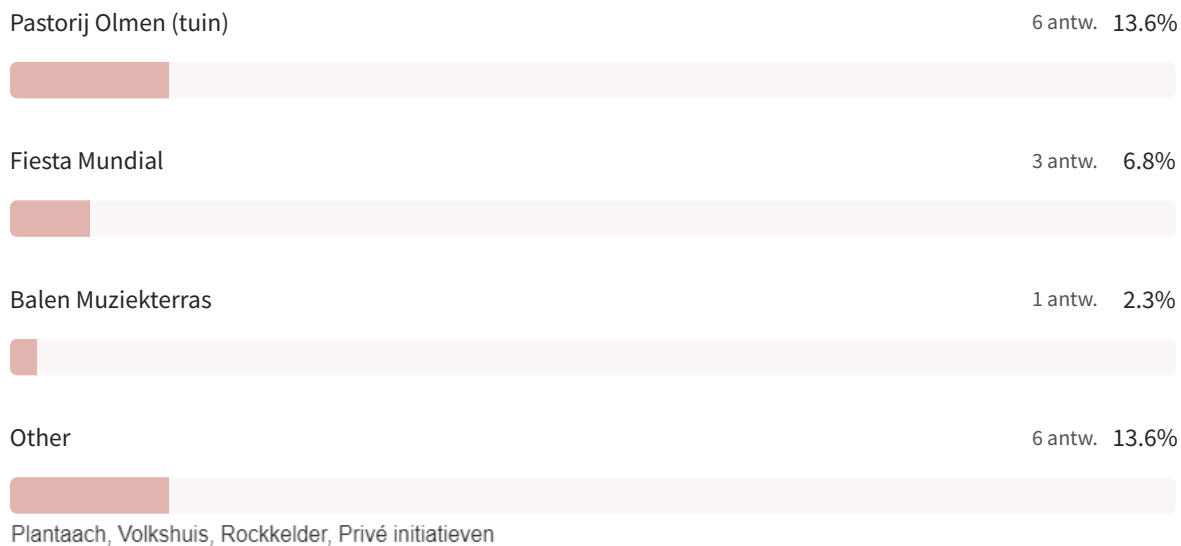 Pastorij Olmen (tuin) 6 antw. 13.6%
Fiesta Mundial 3 antw. 6.8%
Balen Muziekterras 1 antw. 2.3%
Other 6 antw. 13.6%
Plantaach, Volkshuis, Rockkelder, Privé initiatieven